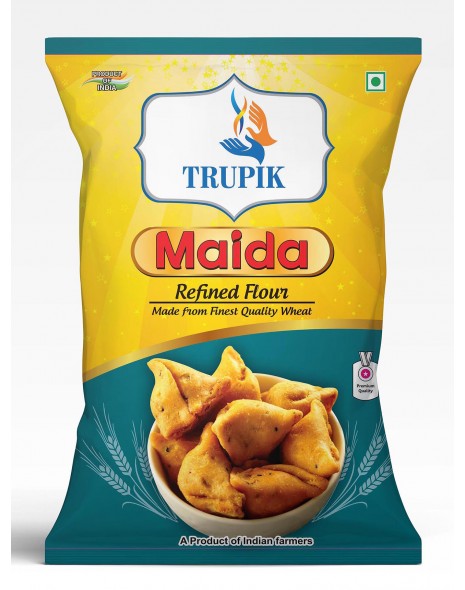 PRODUCT
OF
INDIA
TRUPIK
Maida
Refined Flour
Made from Finest Quality Wheat
Premium
Quality
A Product of Indian farmers